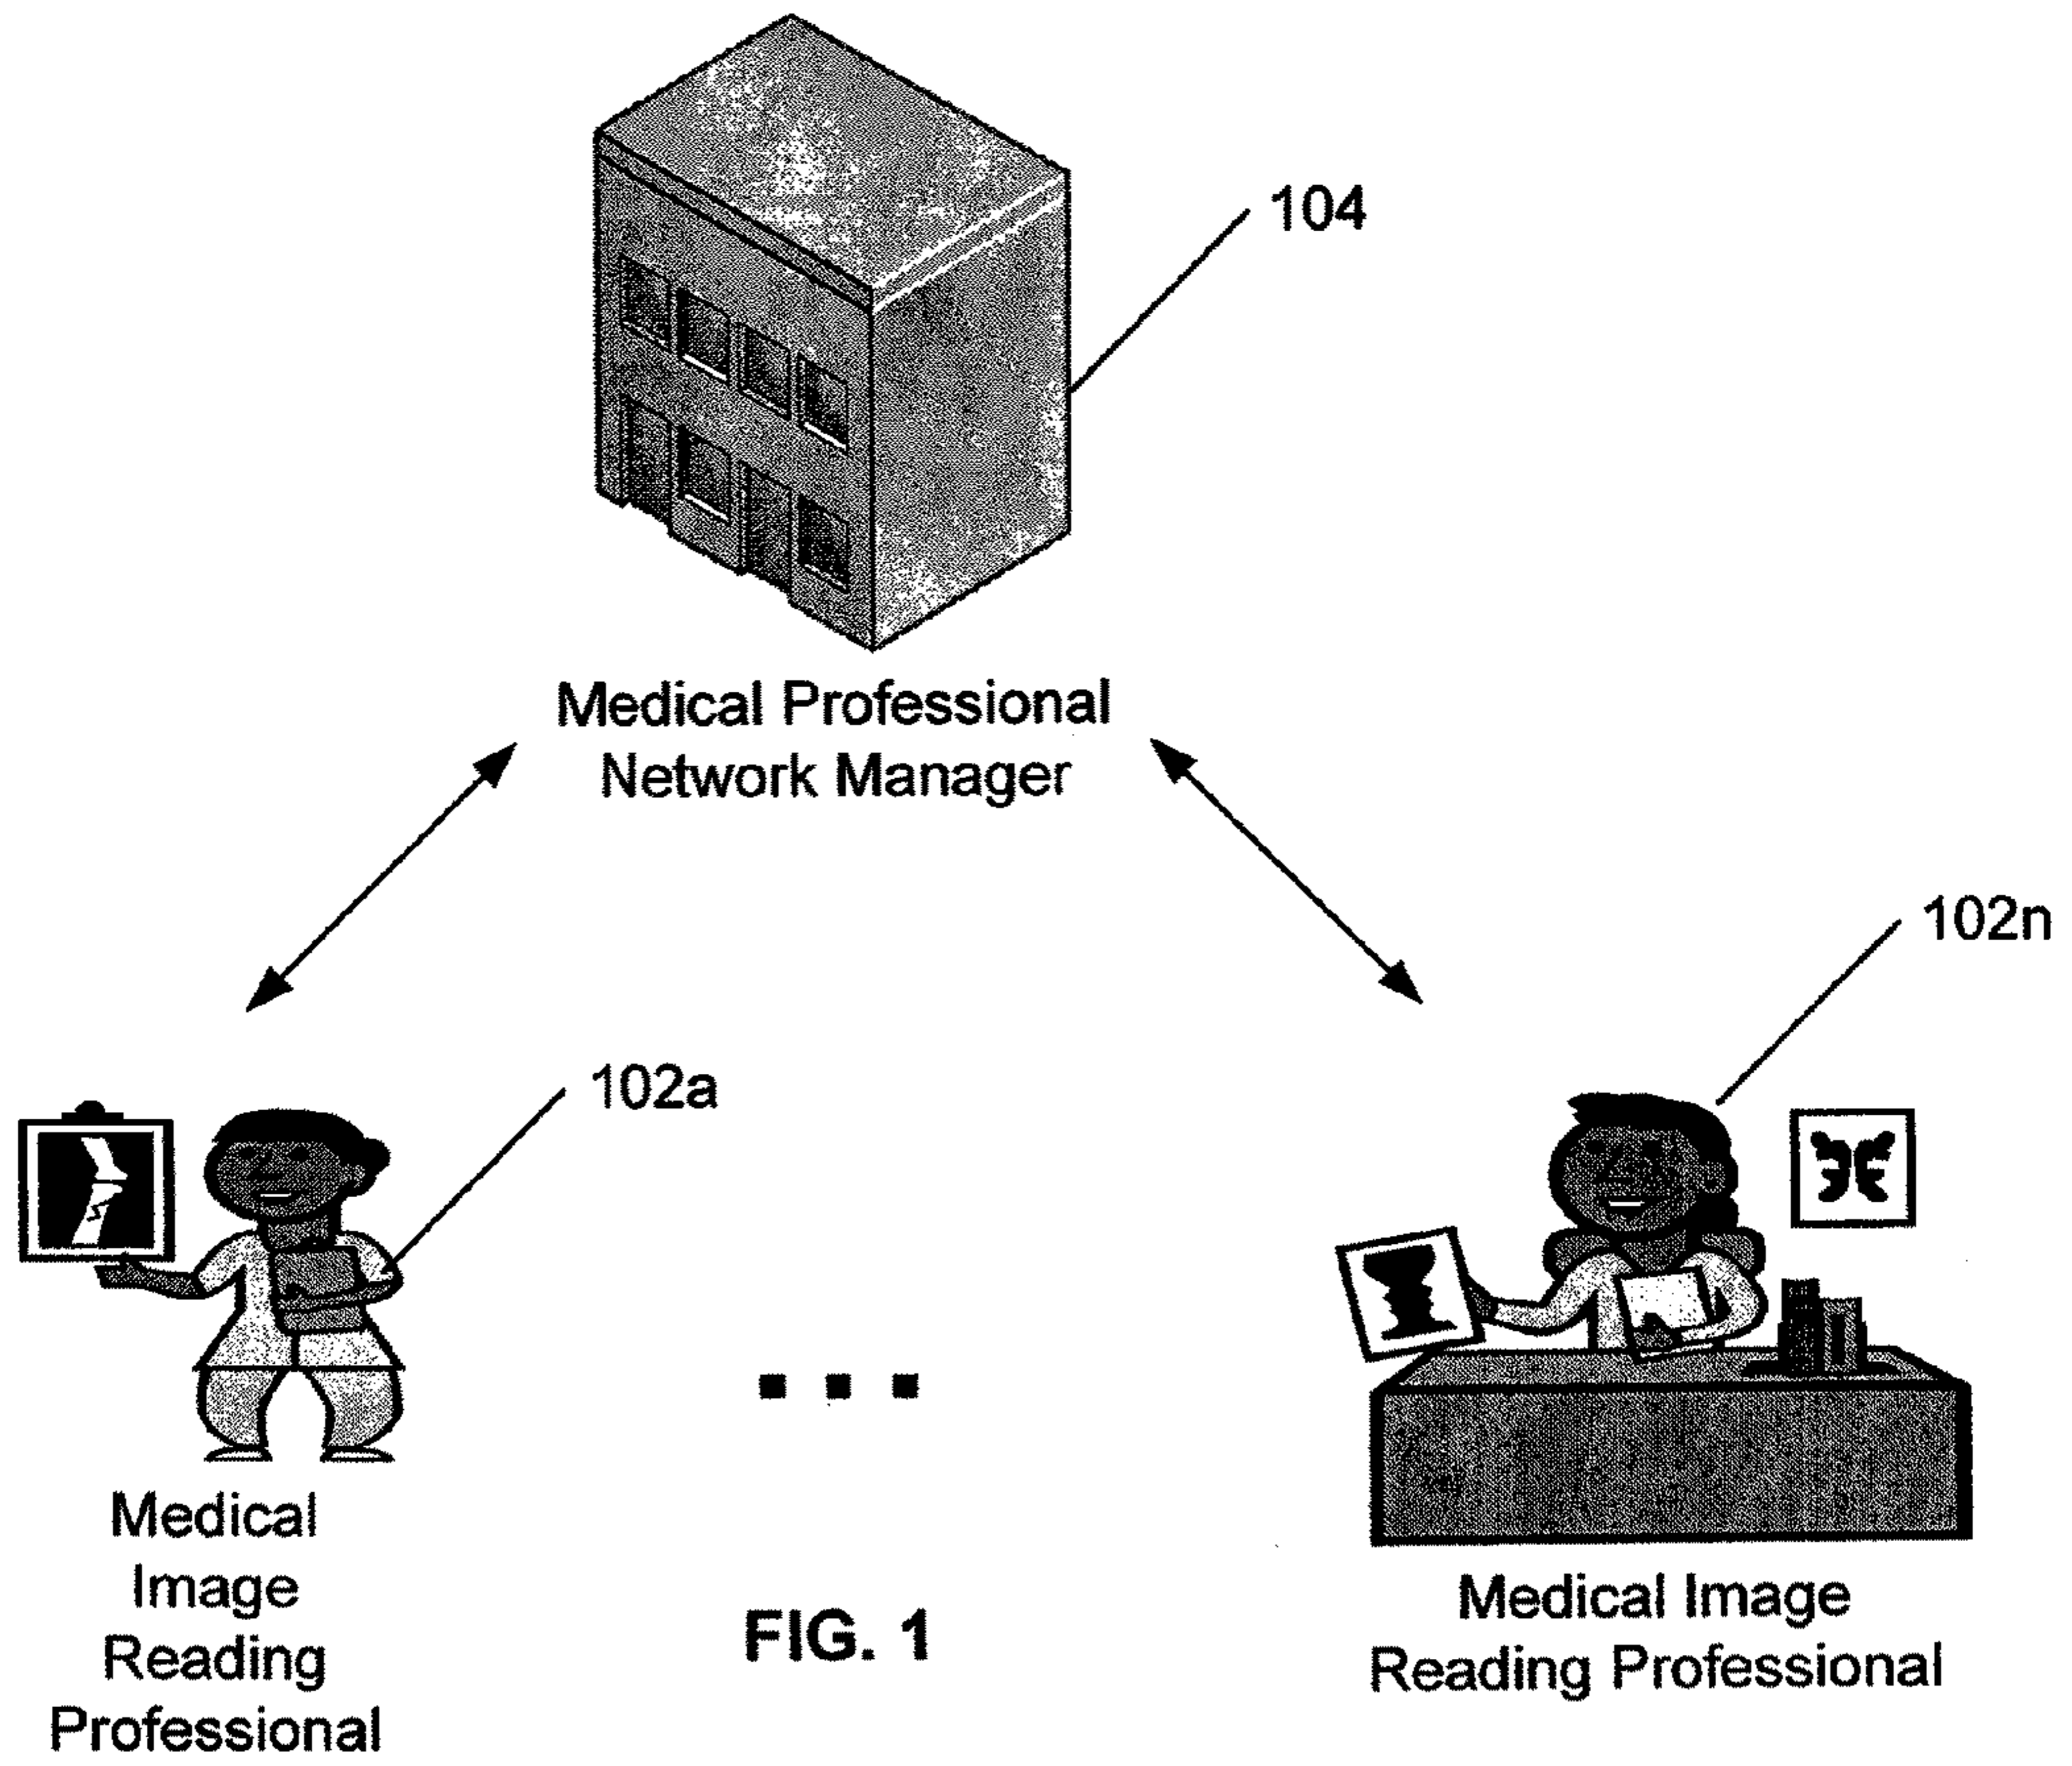 104
Medical Professional
Network Manager
102n
102a
Medical
Image
Reading
Professional
FIG. 1
Medical Image
Reading Professional